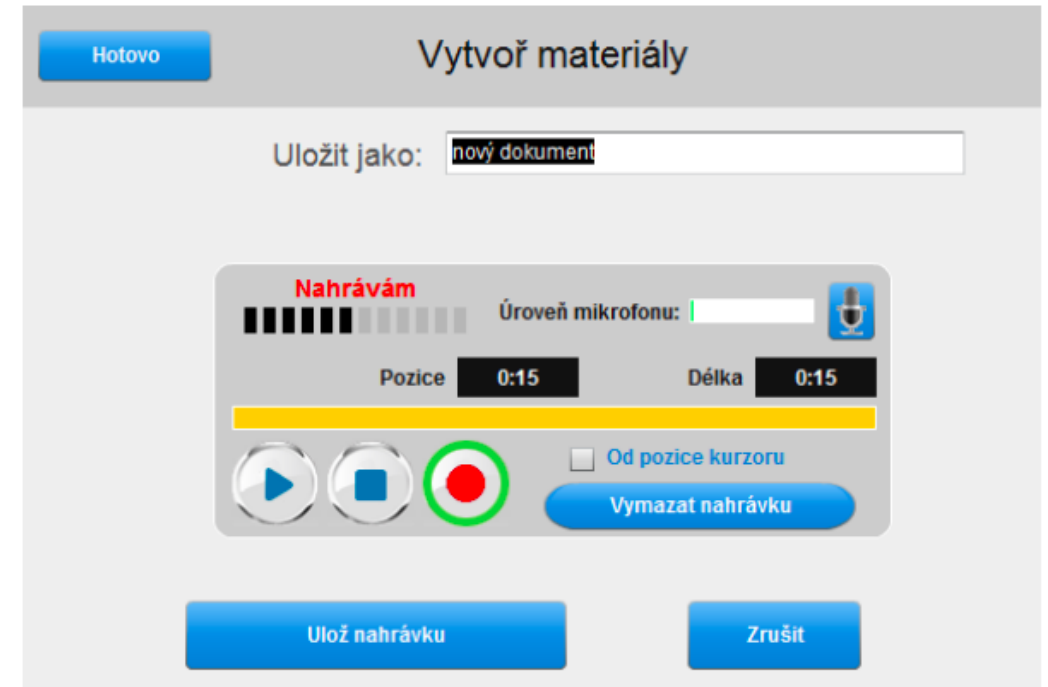 Hotovo
Vytvoř materiály
Uložit jako: nový dokument
Nahrávám
Úroveň mikrofonu:
Pozice 0:15 Délka 0:15
Od pozice kurzoru
Vymazat nahrávku
Ulož nahrávku Zrušit